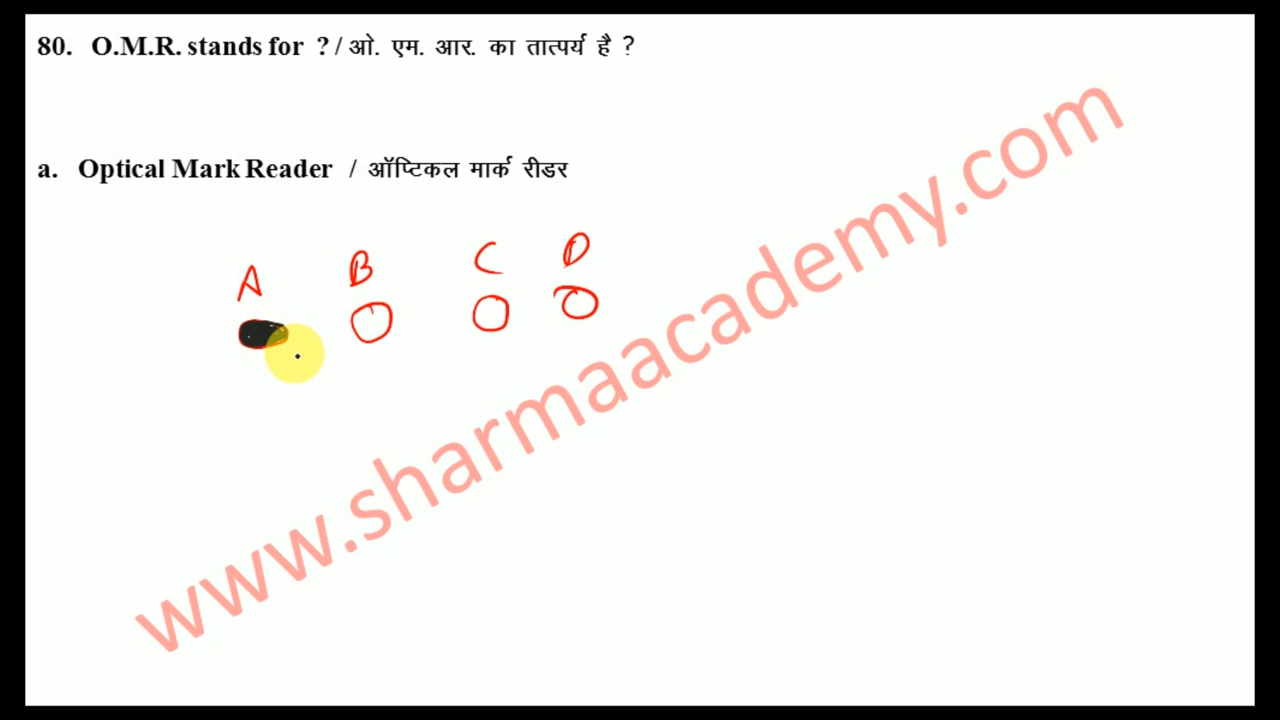 80. O.M.R. stands for ? / ओ. एम. आर. का तात्पर्य है ?
a. Optical Mark Reader / ऑप्टिकल मार्क रीडर
A B C D
www.sharmaacademy.com